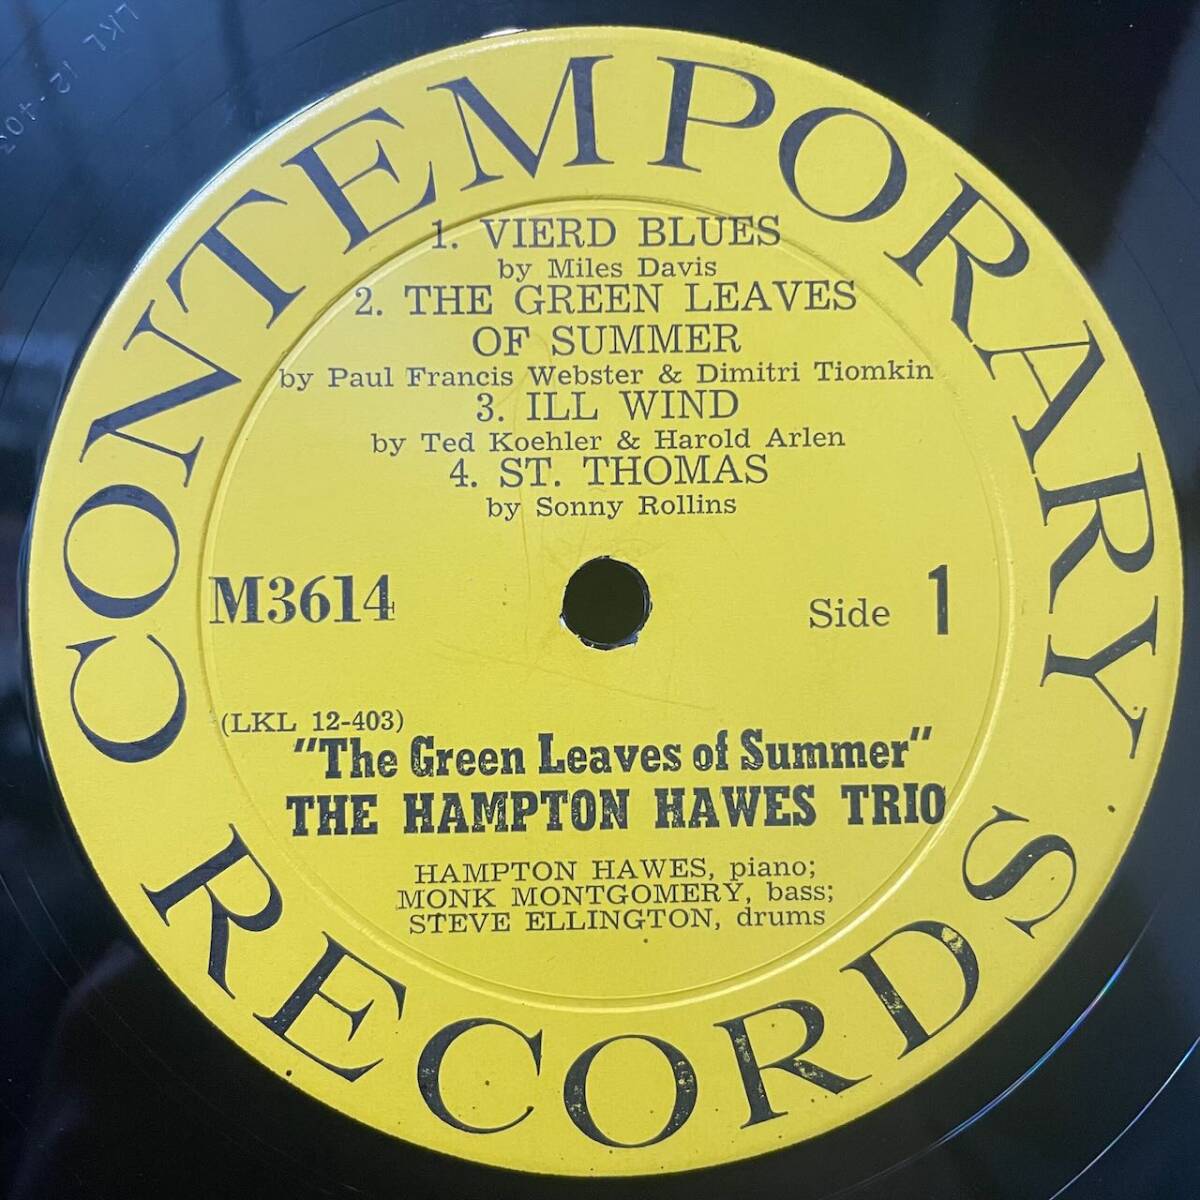 LKL 12-403
CONTEMPORARY
1. VIERD BLUES
by Miles Davis
2. THE GREEN LEAVES
OF SUMMER
by Paul Francis Webster & Dimitri Tiomkin
3. ILL WIND
by Ted Koehler & Harold Arlen
4. ST. THOMAS
by Sonny Rollins
M3614
Side 1
(LKL 12-403)
"The Green Leaves of Summer"
THE HAMPTON HAWES TRIO
HAMPTON HAWES, piano;
MONK MONTGOMERY, bass;
STEVE ELLINGTON, drums
RECORDS